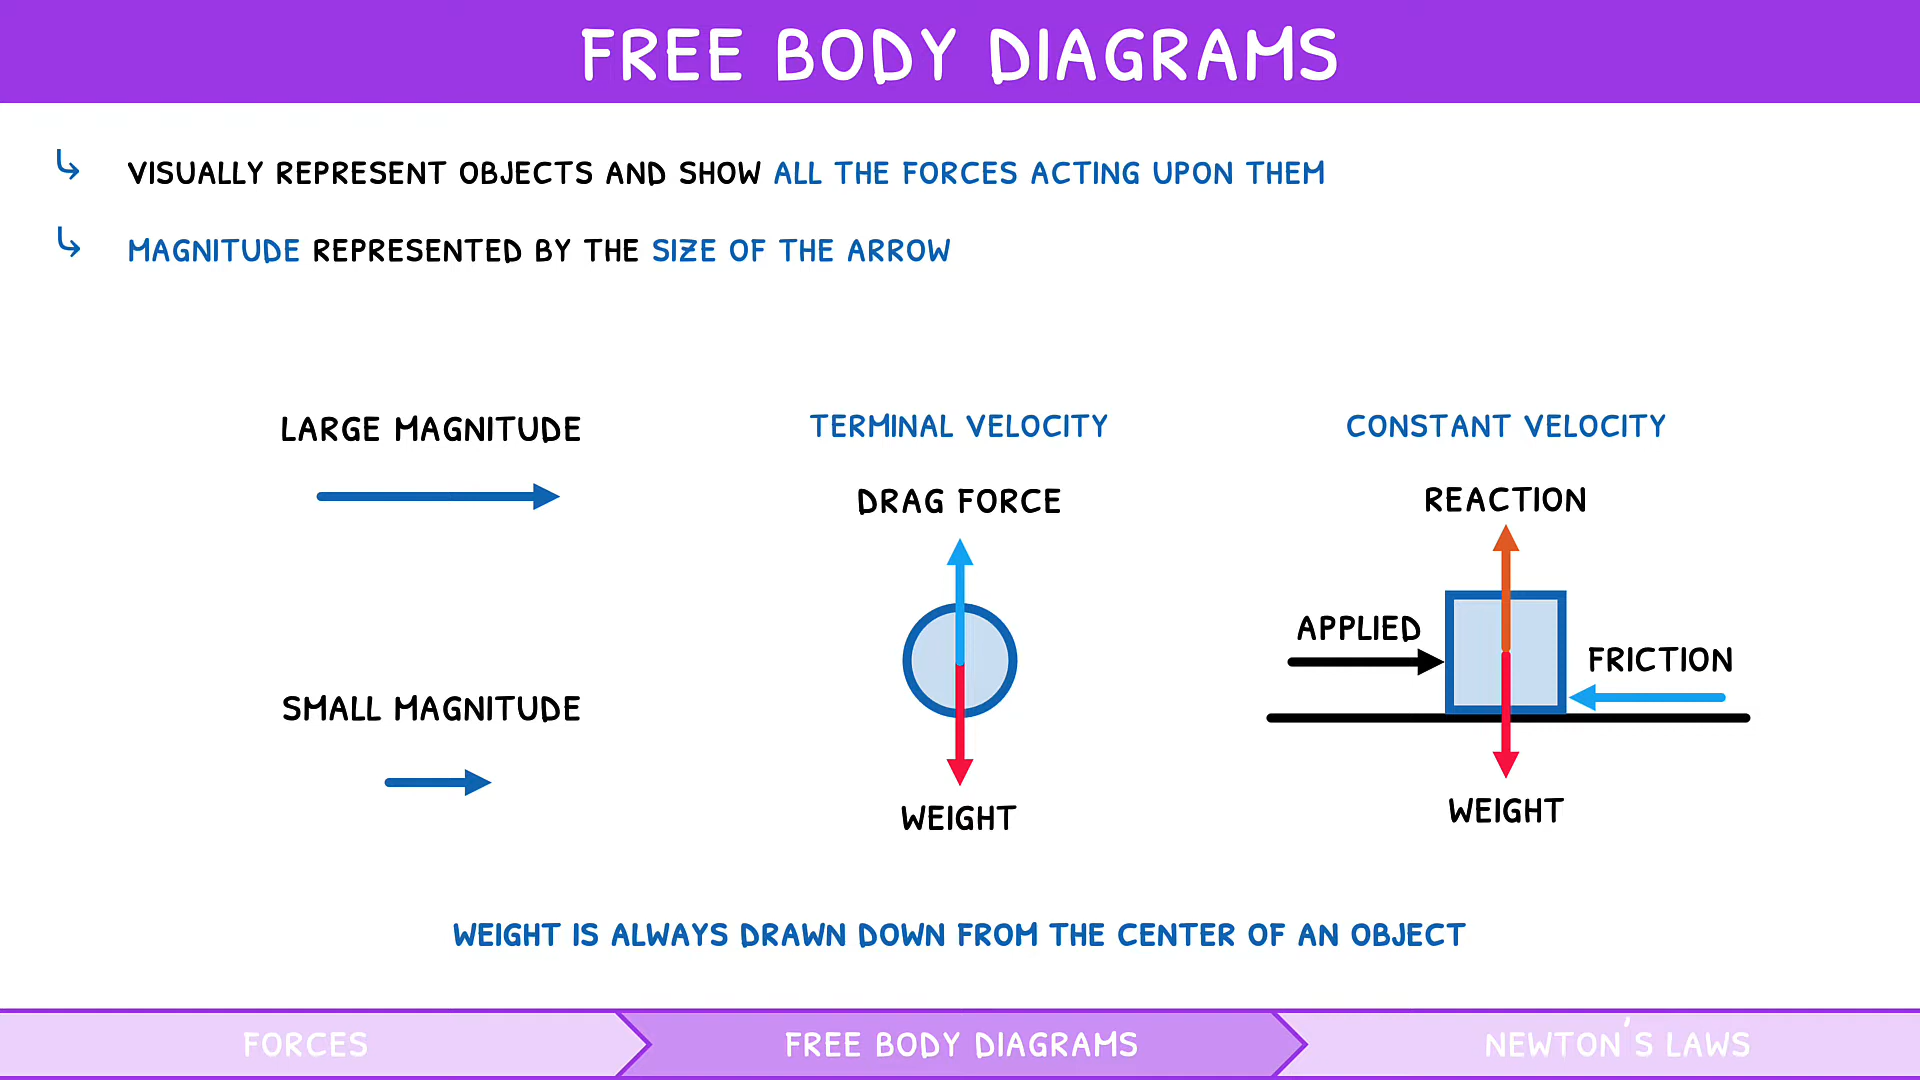 FREE BODY DIAGRAMS
VISUALLY REPRESENT OBJECTS AND SHOW ALL THE FORCES ACTING UPON THEM
MAGNITUDE REPRESENTED BY THE SIZE OF THE ARROW
LARGE MAGNITUDE
SMALL MAGNITUDE
TERMINAL VELOCITY
DRAG FORCE
WEIGHT
CONSTANT VELOCITY
REACTION
APPLIED
FRICTION
WEIGHT
WEIGHT IS ALWAYS DRAWN DOWN FROM THE CENTER OF AN OBJECT
FORCES
FREE BODY DIAGRAMS
NEWTON'S LAWS